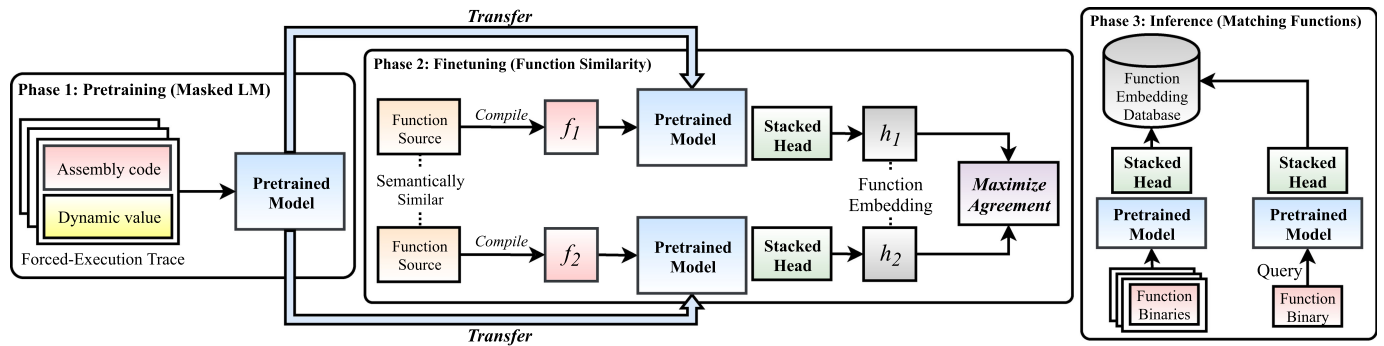 Transfer
Phase 1: Pretraining (Masked LM)
Assembly code
Dynamic value
Forced-Execution Trace
Pretrained
Model
Phase 2: Finetuning (Function Similarity)
Function
Source
Compile
f1
Pretrained
Model
Stacked
Head
h1
Semantically
Similar
Function
Embedding
Maximize
Agreement
Function
Source
Compile
f2
Pretrained
Model
Stacked
Head
h2
Transfer
Phase 3: Inference (Matching Functions)
Function
Embedding
Database
Stacked
Head
Stacked
Head
Pretrained
Model
Pretrained
Model
Query
Function
Binaries
Function
Binary